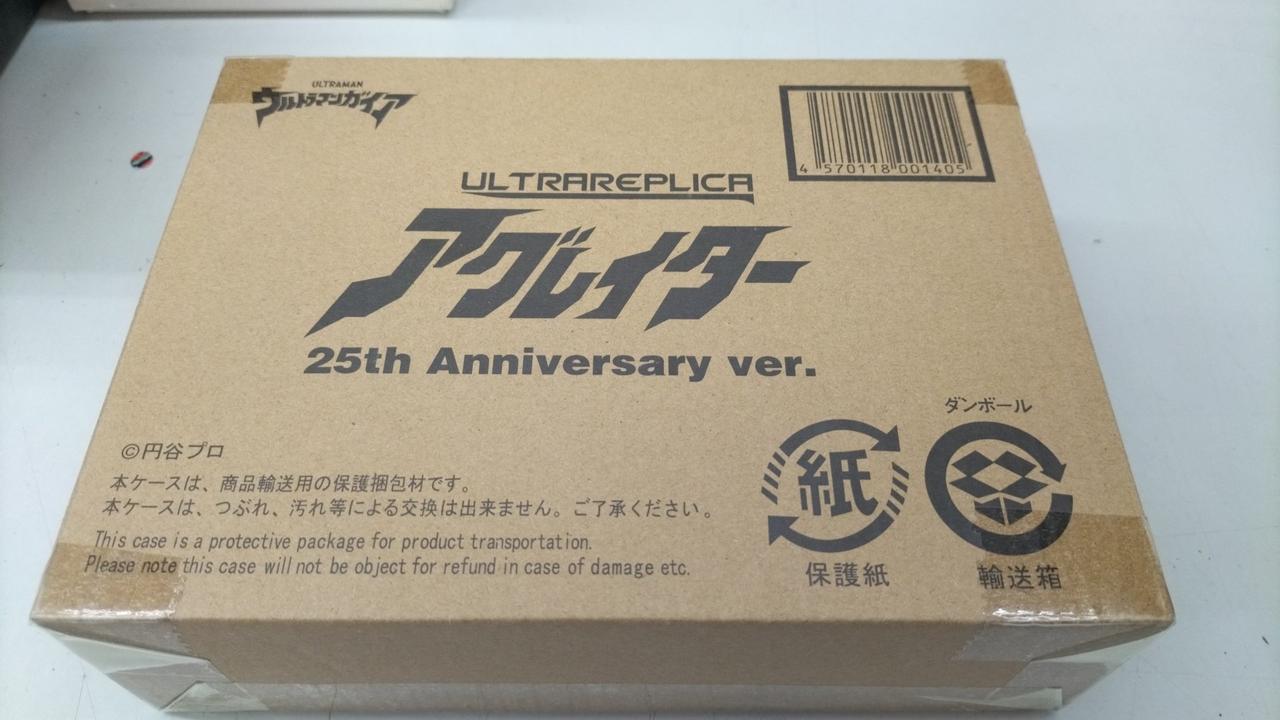 ULTRAMAN
ウルトラマンガイア
4 570118 001405
ULTRAREPLICA
アグレイター
25th Anniversary ver.
ダンボール
紙
©円谷プロ
本ケースは、商品輸送用の保護梱包材です。
本ケースは、つぶれ、汚れ等による交換は出来ません。ご了承ください。
This case is a protective package for product transportation.
Please note this case will not be object for refund in case of damage etc.
保護紙
輸送箱